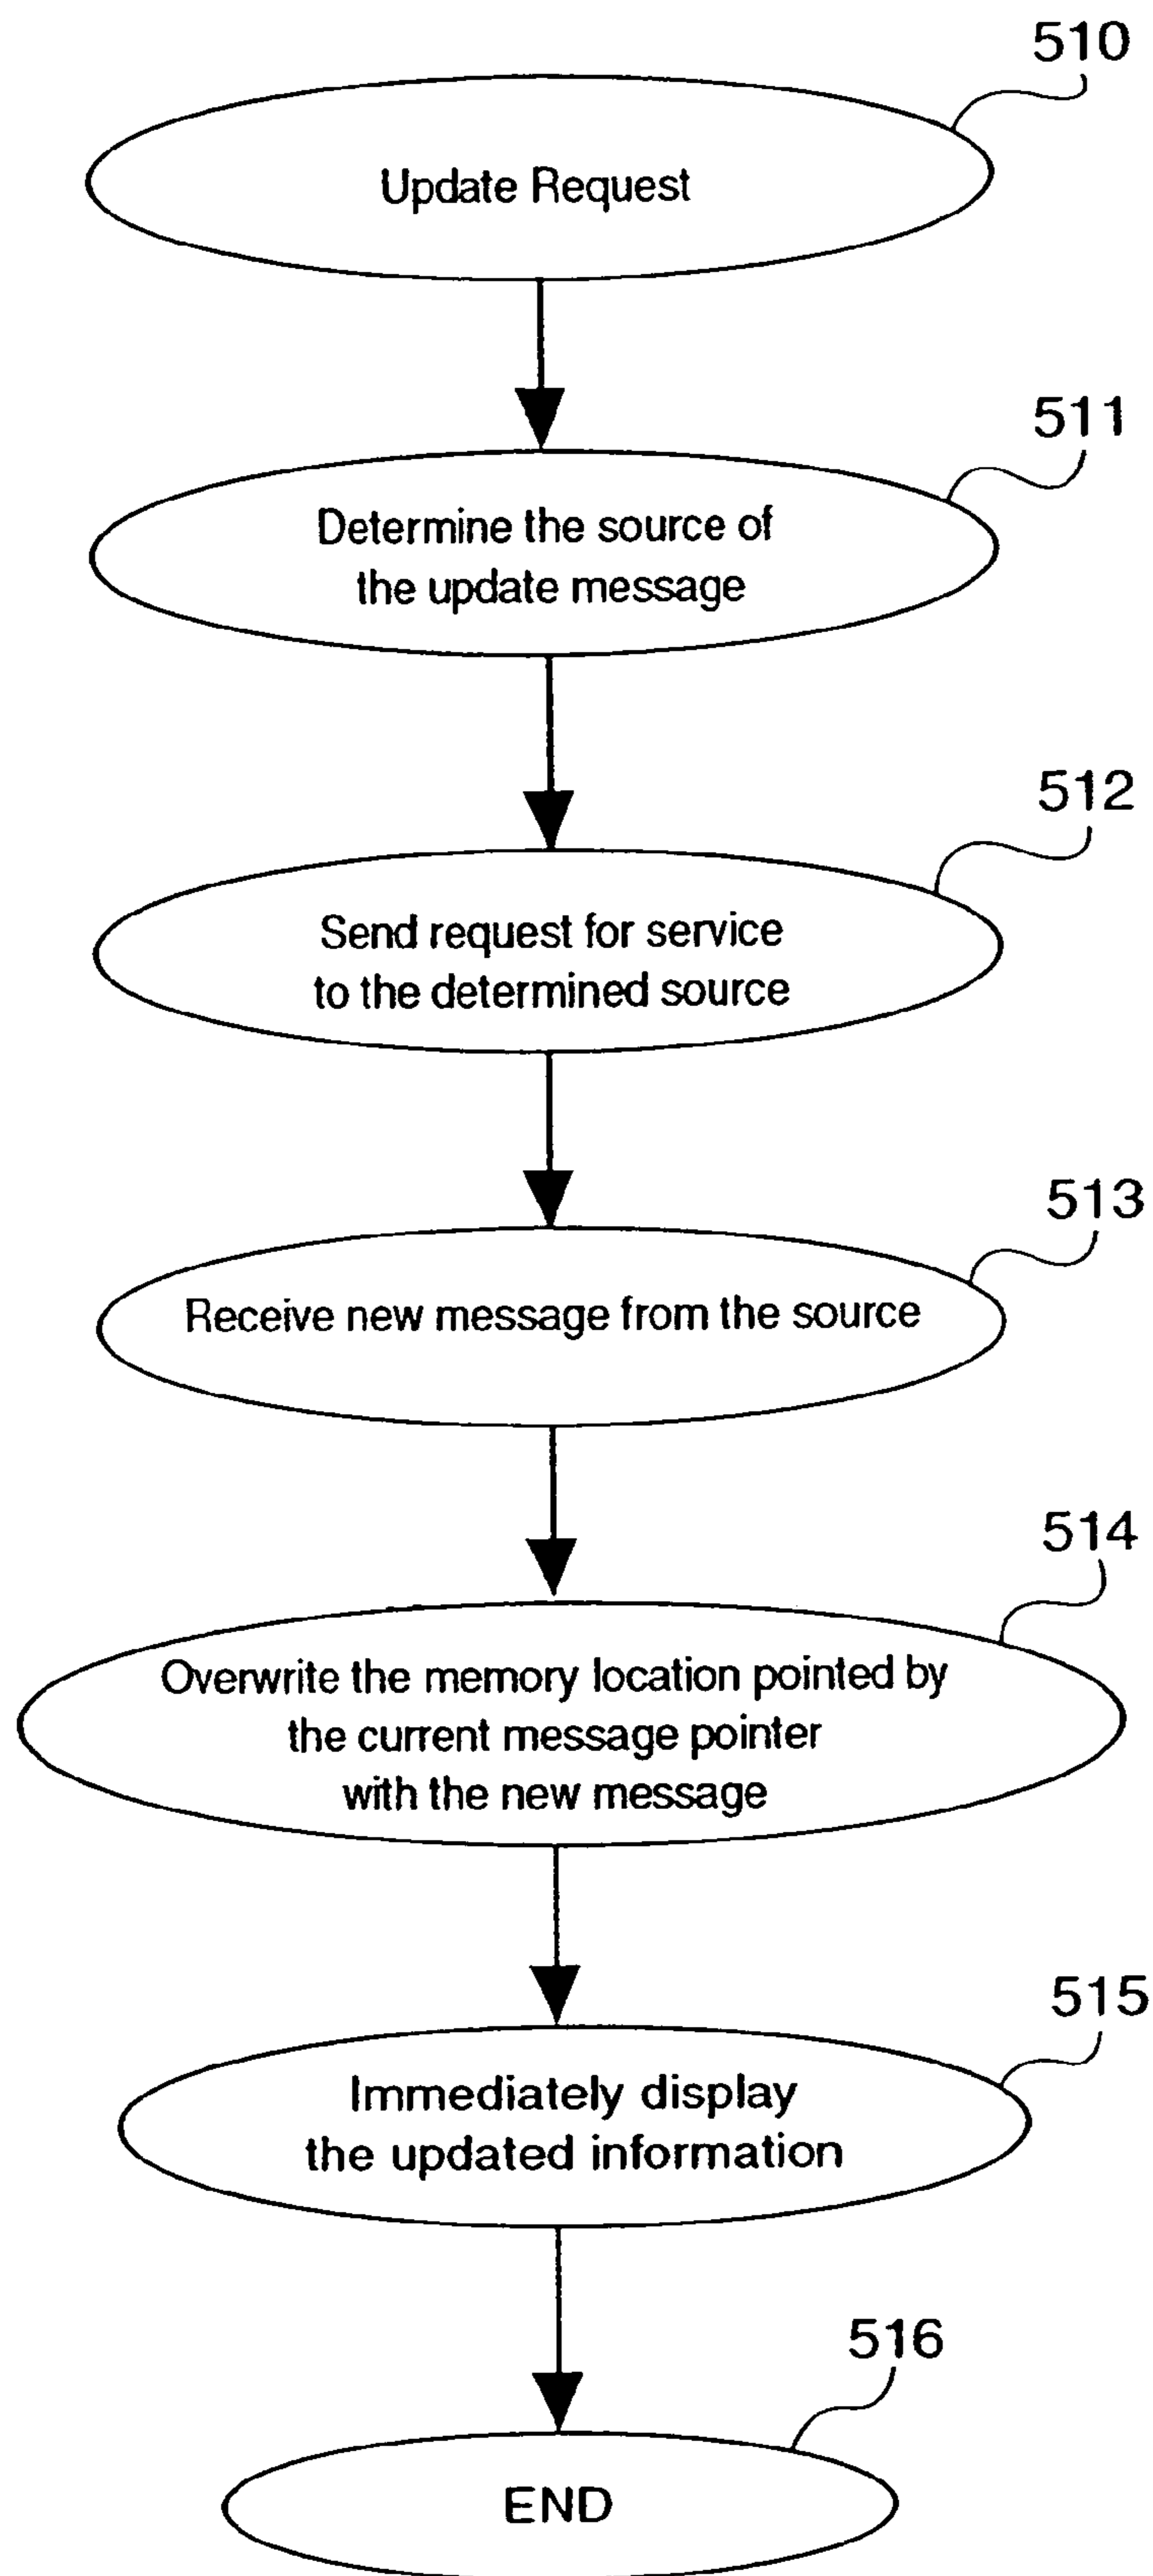 510
Update Request
511
Determine the source of
the update message
512
Send request for service
to the determined source
513
Receive new message from the source
514
Overwrite the memory location pointed by
the current message pointer
with the new message
515
Immediately display
the updated information
516
END